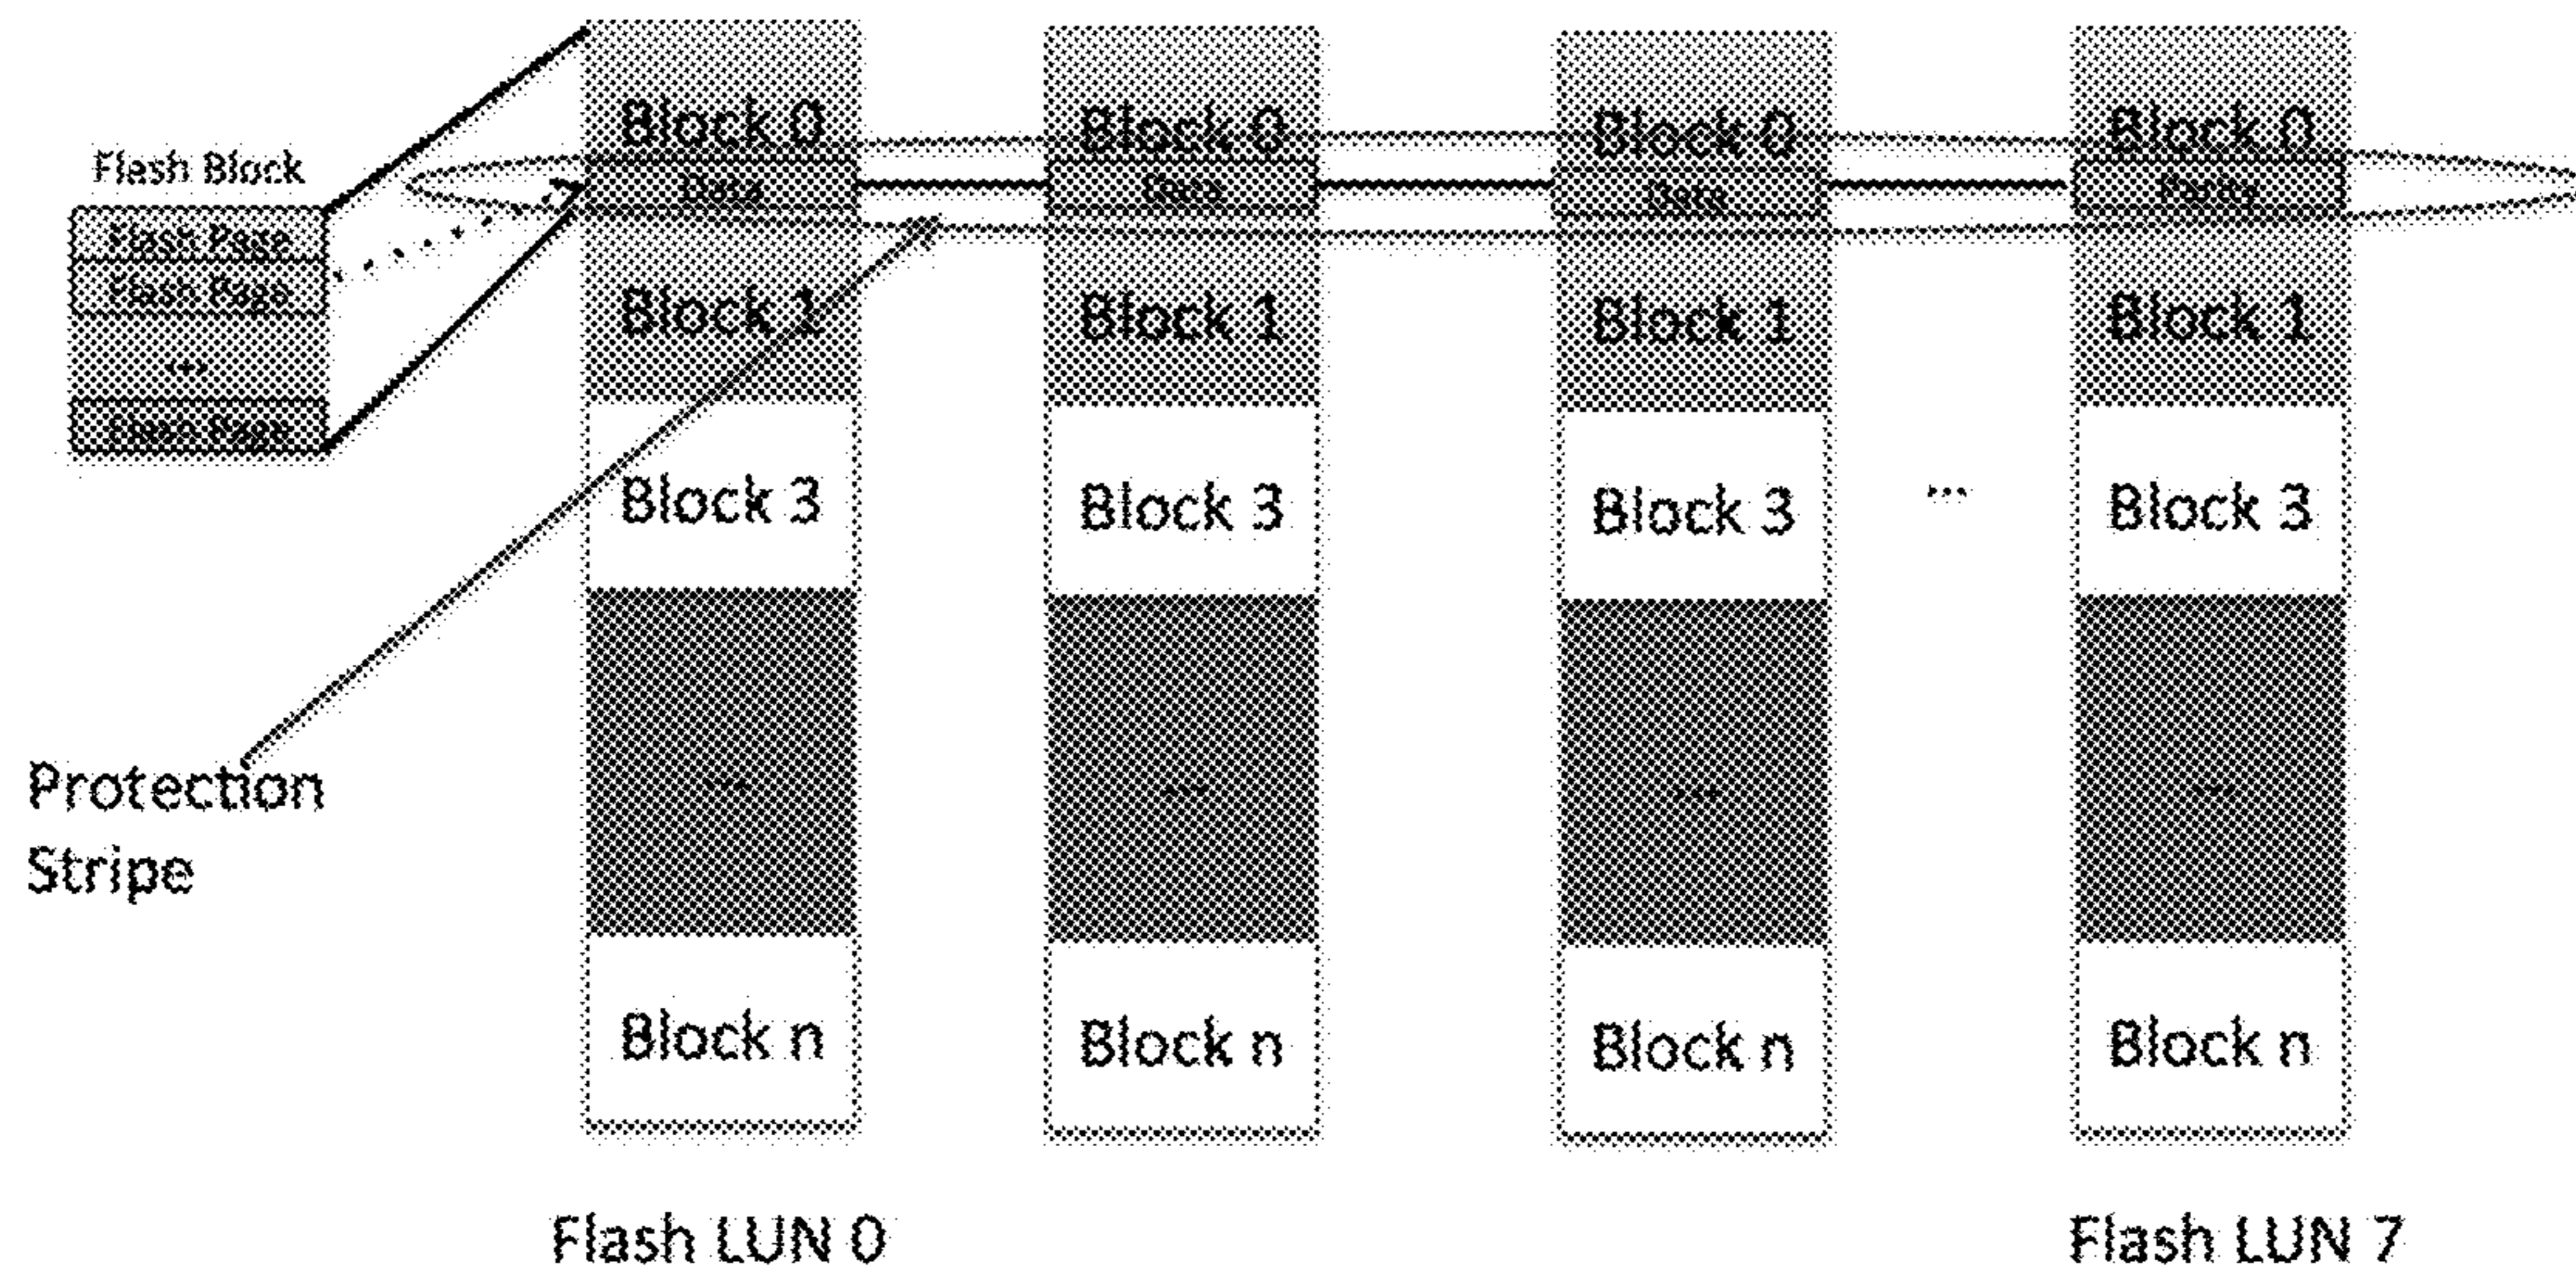 Flash Block
Flash Page
Flash Page
...
Flash Page
Protection
Stripe
Block 0
Data
Block 1
Block 3
...
Block n
Flash LUN 0
Block 0
Data
Block 1
Block 3
...
Block n
Block 0
Data
Block 1
Block 3
...
Block n
...
Block 0
Parity
Block 1
Block 3
...
Block n
Flash LUN 7